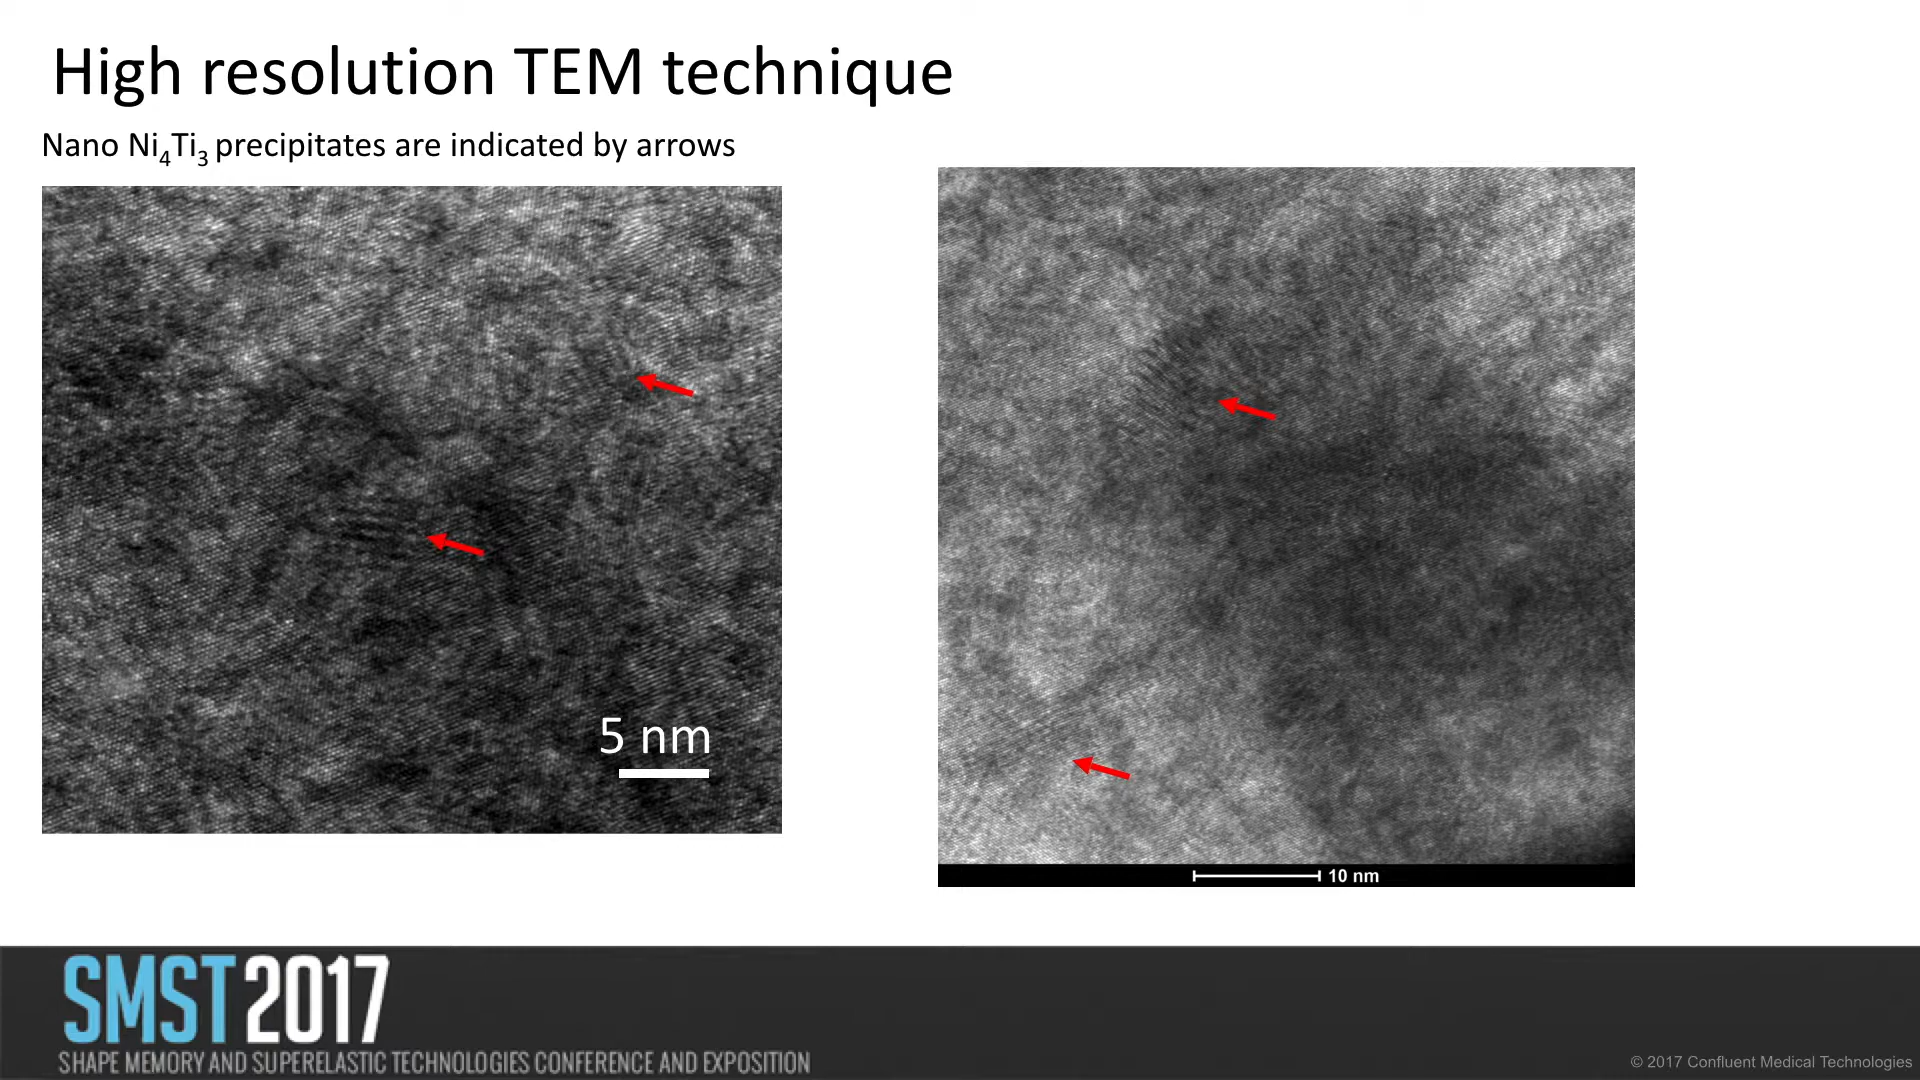 High resolution TEM technique
Nano Ni₄Ti₃ precipitates are indicated by arrows
5 nm
10 nm
SMST2017
SHAPE MEMORY AND SUPERELASTIC TECHNOLOGIES CONFERENCE AND EXPOSITION
© 2017 Confluent Medical Technologies